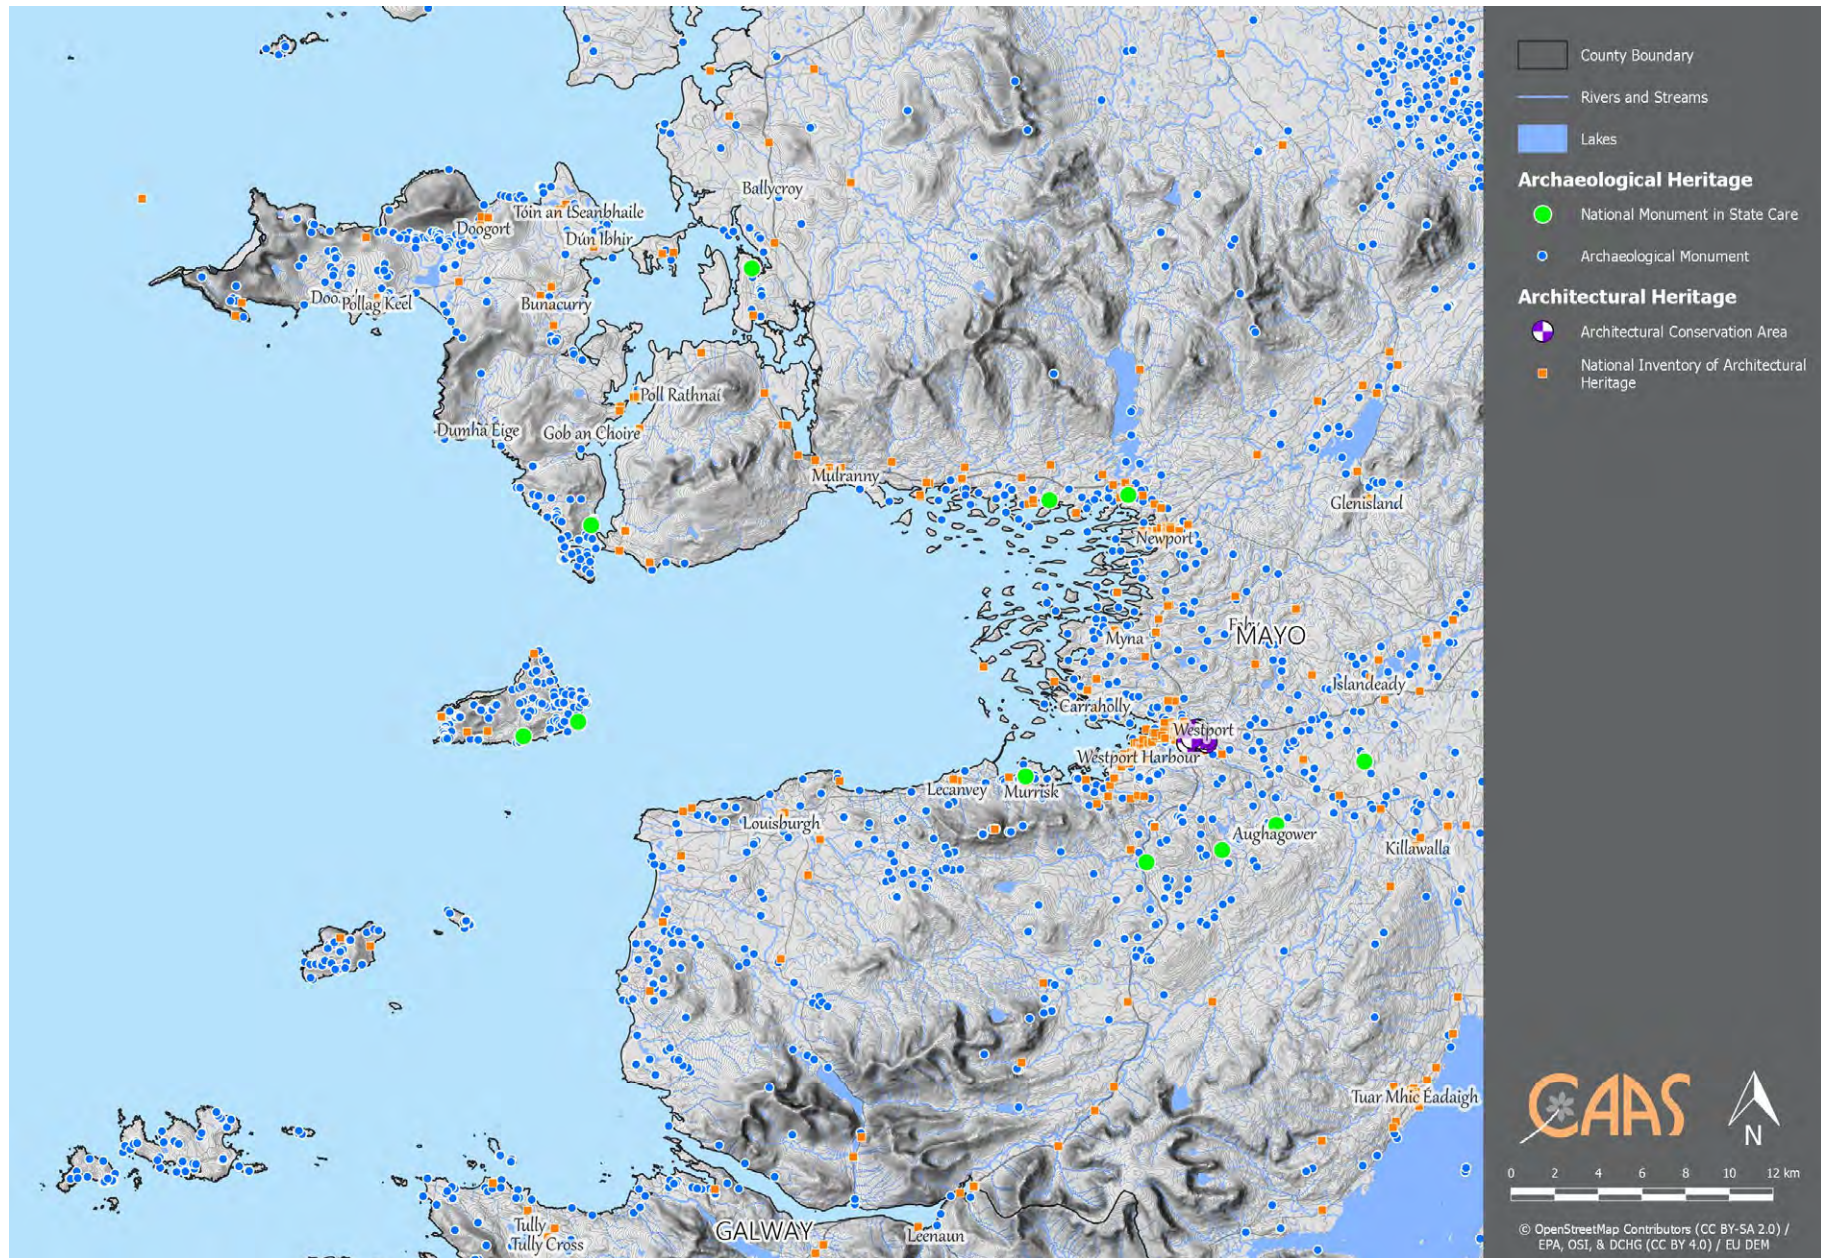 County Boundary
Rivers and Streams
Lakes
Archaeological Heritage
National Monument in State Care
Archaeological Monument
Architectural Heritage
Architectural Conservation Area
National Inventory of Architectural
Heritage
Ballycroy
Tóin an tSeanbhaile
Doogort
Dún Ibhir
Pollag Keel
Bunacurry
Poll Rathnaí
Dumha Éige
Gob an Choire
Mulranny
Glenisland
Newport
Myna
MAYO
Islandeady
Carraholly
Westport
Westport Harbour
Lecanvey
Murrisk
Louisburgh
Aughagower
Killawalla
Tuar Mhic Éadaigh
Tully
Tully Cross
GALWAY
Leenaun
CAAS
N
0 2 4 6 8 10 12 km
© OpenStreetMap Contributors (CC BY-SA 2.0) /
EPA, OSI, & DCHG (CC BY 4.0) / EU DEM